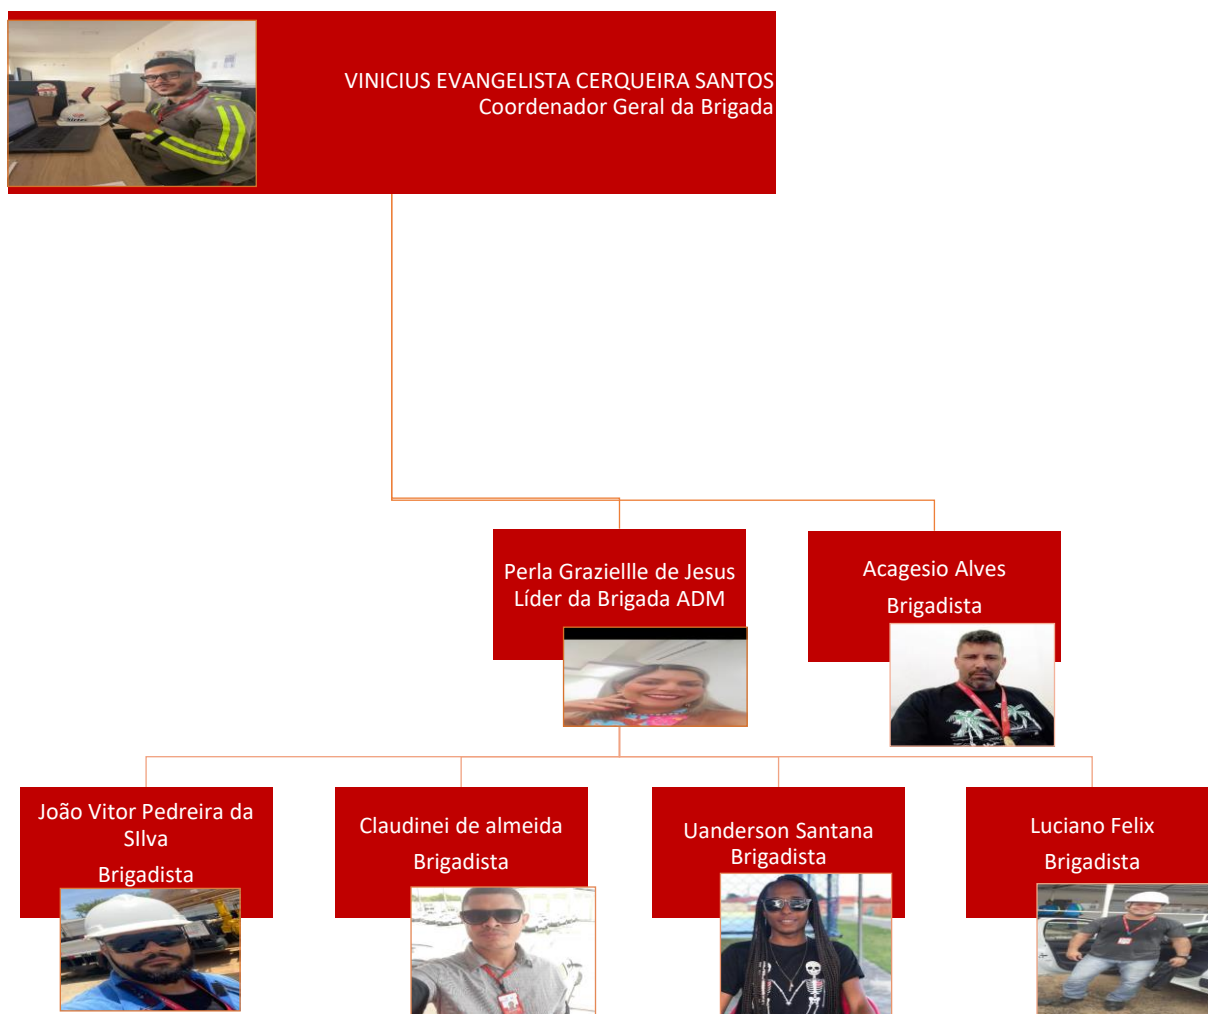 VINICIUS EVANGELISTA CERQUEIRA SANTOS
Coordenador Geral da Brigada
Perla Graziellle de Jesus
Líder da Brigada ADM
Acagesio Alves
Brigadista
João Vitor Pedreira da
SIlva
Brigadista
Claudinei de almeida
Brigadista
Uanderson Santana
Brigadista
Luciano Felix
Brigadista